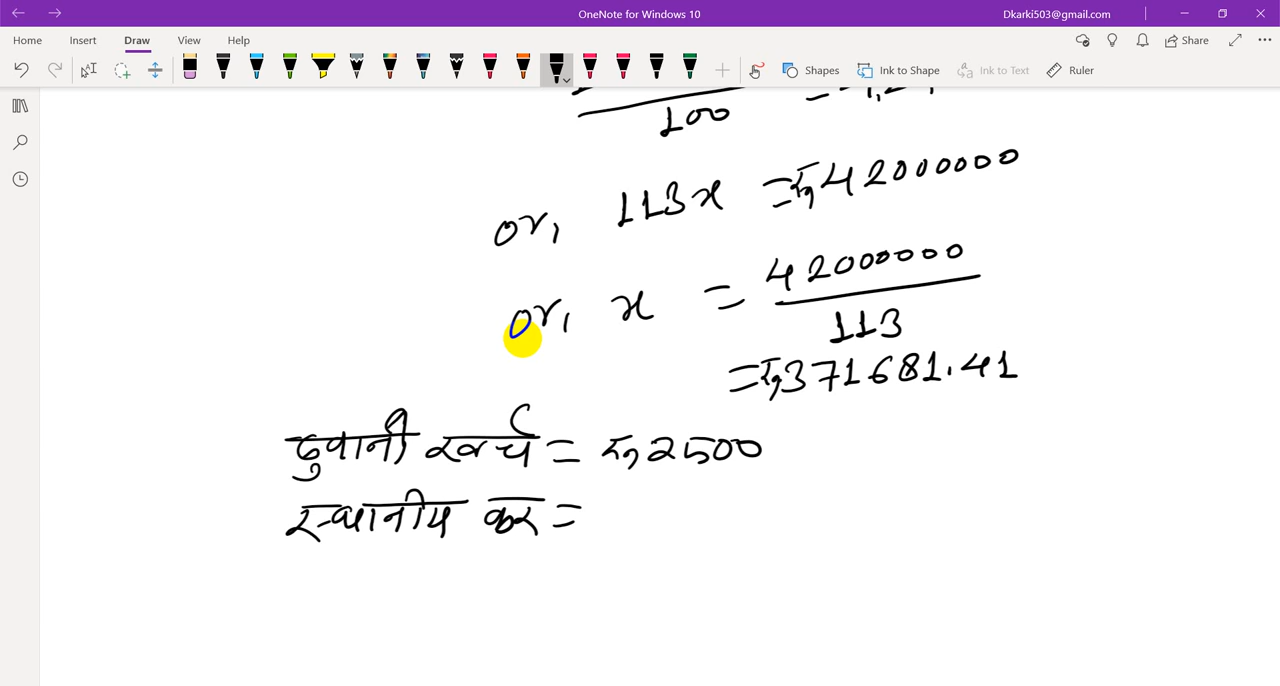 OneNote for Windows 10
Dkarki503@gmail.com
Home Insert Draw View Help
Share
Shapes Ink to Shape Ink to Text Ruler
100
or, 113x = रु 42000000
or, x = 42000000
113
= रु 371681.41
ढुवानी खर्च = रु 2500
स्थानीय कर =